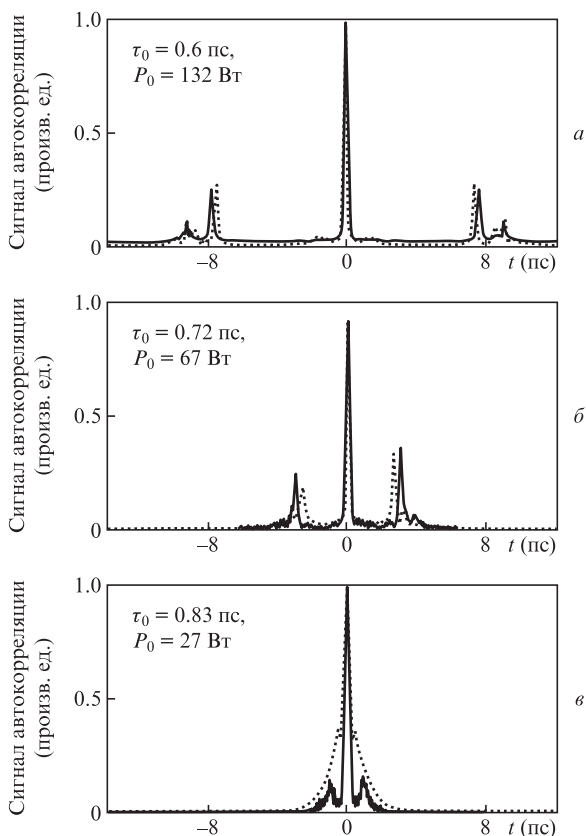 Сигнал автокорреляции
(произв. ед.)
1.0
0.5
0
τ₀ = 0.6 пс,
P₀ = 132 Вт
−8
0
8
t (пс)
а
Сигнал автокорреляции
(произв. ед.)
1.0
0.5
0
τ₀ = 0.72 пс,
P₀ = 67 Вт
−8
0
8
t (пс)
б
Сигнал автокорреляции
(произв. ед.)
1.0
0.5
0
τ₀ = 0.83 пс,
P₀ = 27 Вт
−8
0
8
t (пс)
в